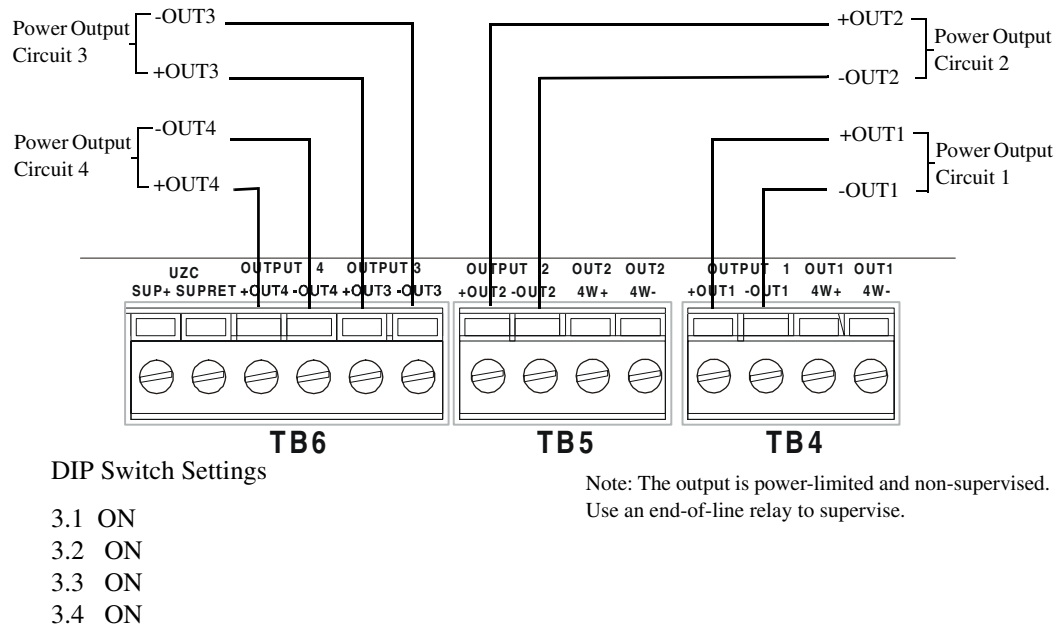 -OUT3
Power Output
Circuit 3
+OUT3
-OUT4
Power Output
Circuit 4
+OUT4
+OUT2
Power Output
Circuit 2
-OUT2
+OUT1
Power Output
Circuit 1
-OUT1
UZC OUTPUT 4 OUTPUT 3
SUP+ SUPRET +OUT4 -OUT4 +OUT3 -OUT3
OUTPUT 2 OUT2 OUT2
+OUT2 -OUT2 4W+ 4W-
OUTPUT 1 OUT1 OUT1
+OUT1 -OUT1 4W+ 4W-
TB6
TB5
TB4
DIP Switch Settings
3.1 ON
3.2 ON
3.3 ON
3.4 ON
Note: The output is power-limited and non-supervised.
Use an end-of-line relay to supervise.